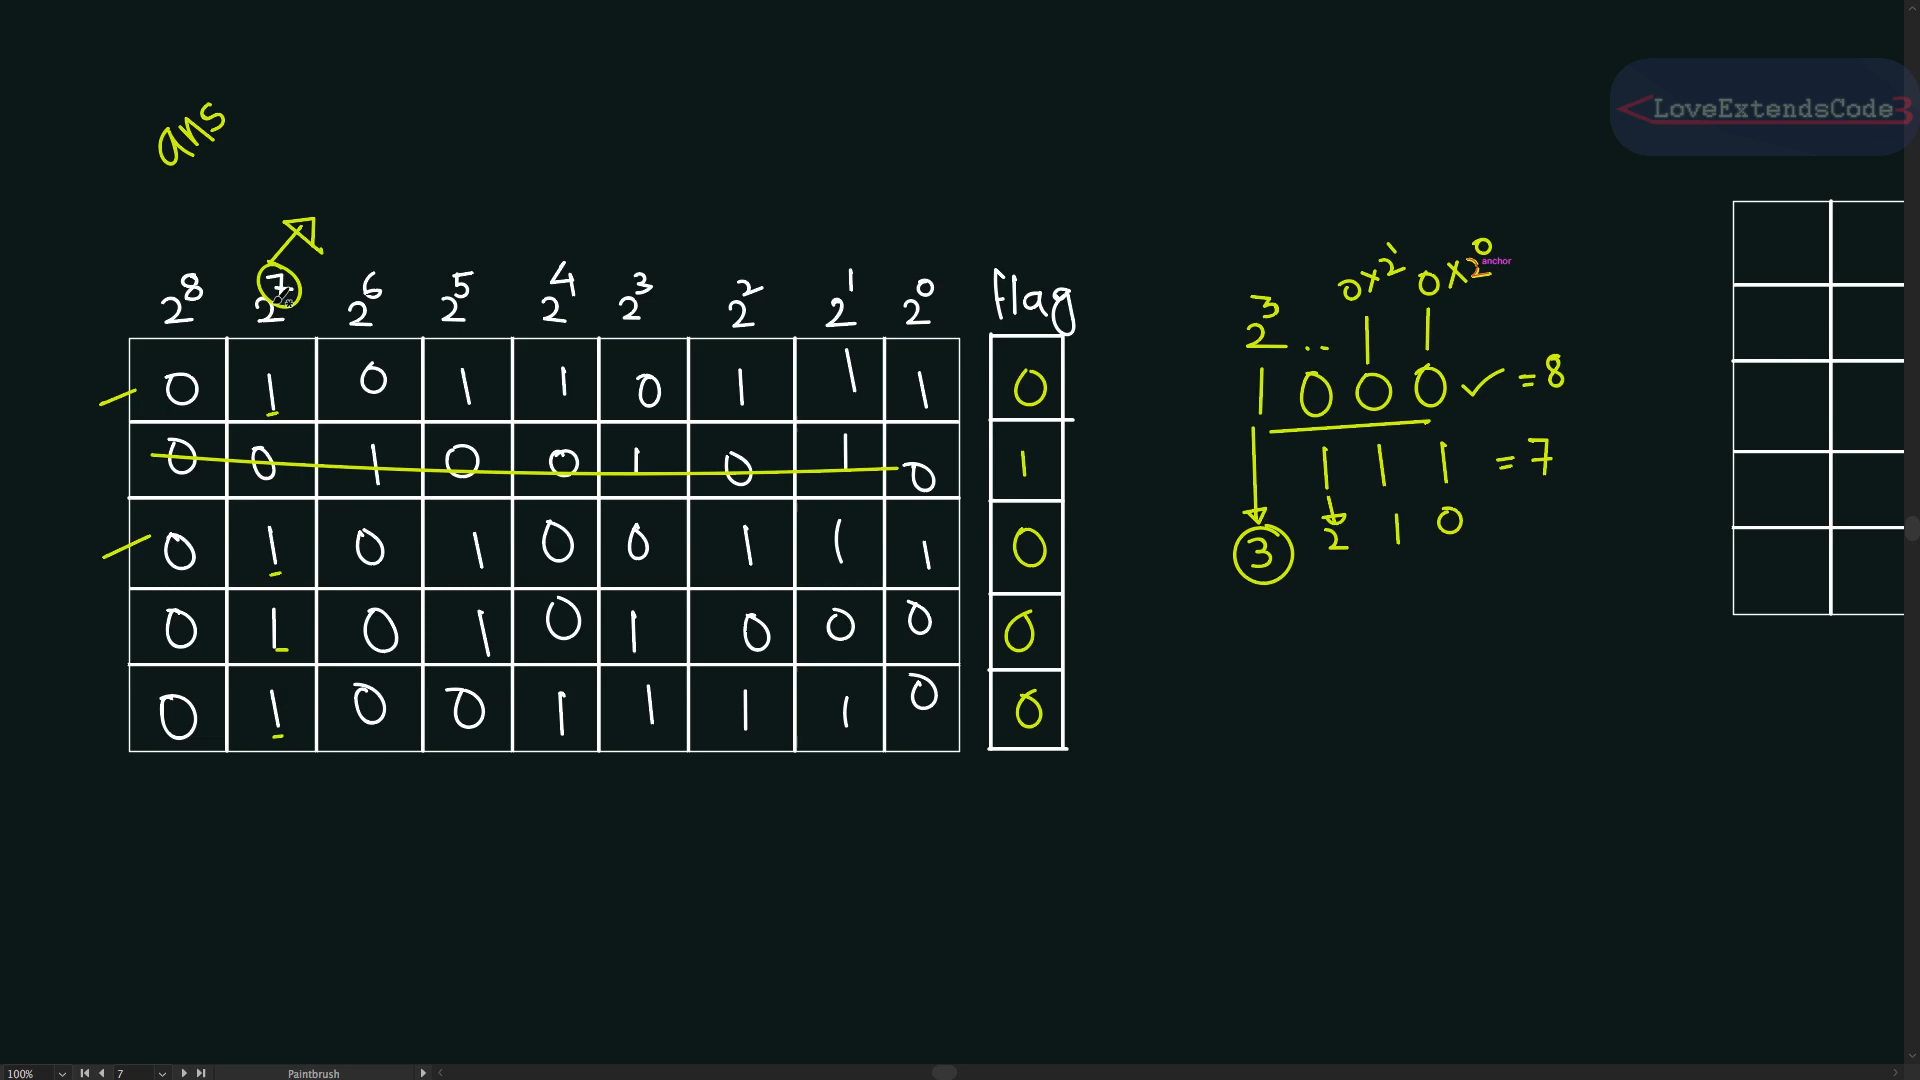 ans
<LoveExtendsCode3
2^8 2^7 2^6 2^5 2^4 2^3 2^2 2^1 2^0 flag
0 1 0 1 1 0 1 1 1 0
0 0 1 0 0 1 0 1 0 1
0 1 0 1 0 0 1 1 1 0
0 1 0 1 0 1 0 0 0 0
0 1 0 0 1 1 1 1 0 0
2^3 .. 0x2^1 0x2^0
anchor
1 0 0 0 ✓ = 8
1 1 1 = 7
3 2 1 0
100% 7 Paintbrush